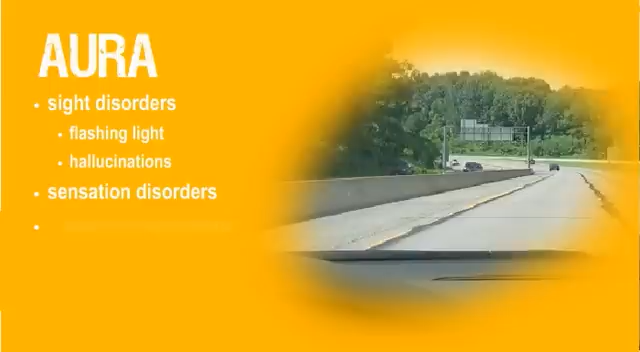 AURA
• sight disorders
• flashing light
• hallucinations
• sensation disorders
•